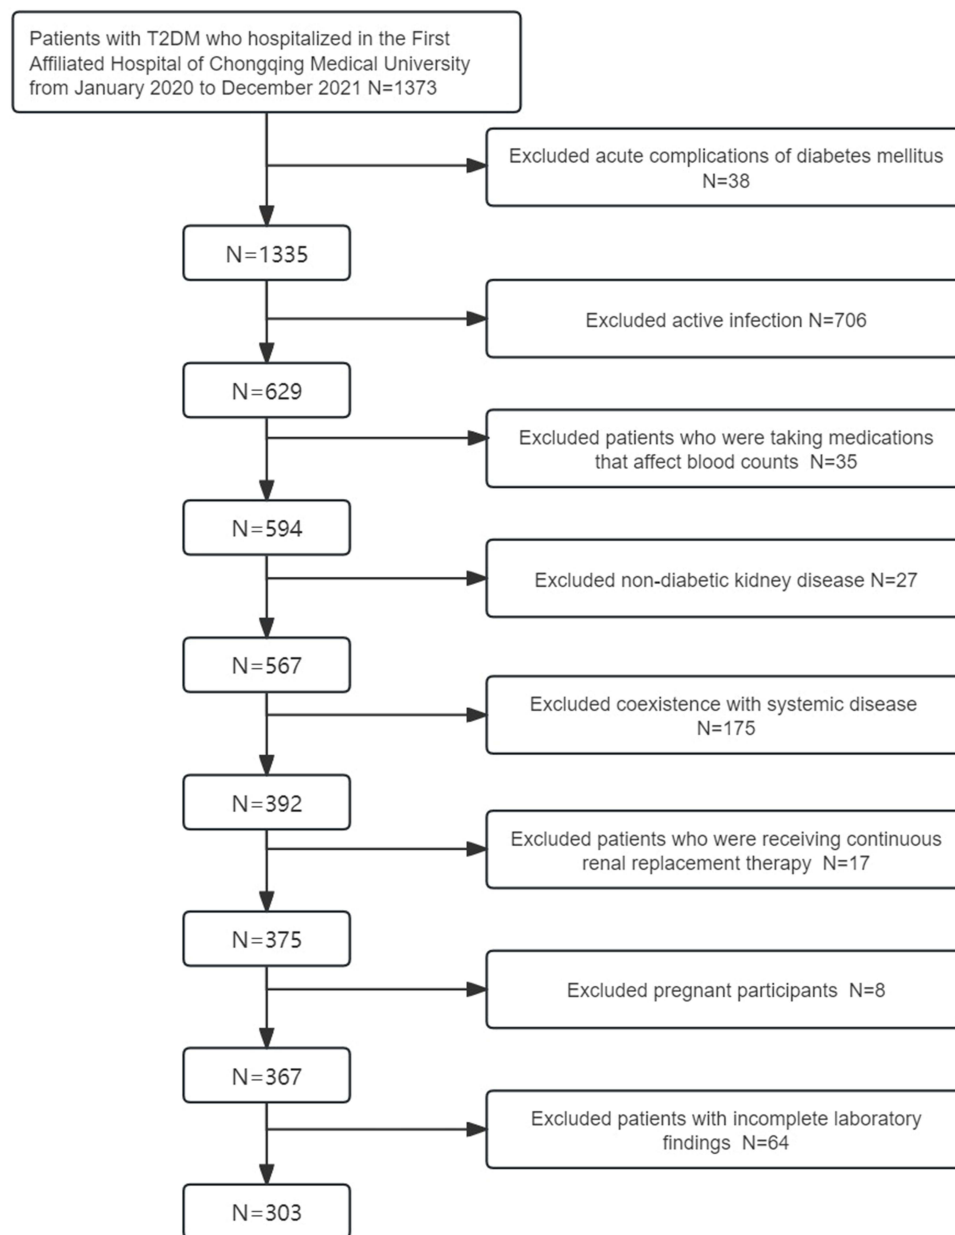 Patients with T2DM who hospitalized in the First
Affiliated Hospital of Chongqing Medical University
from January 2020 to December 2021 N=1373
Excluded acute complications of diabetes mellitus
N=38
N=1335
Excluded active infection N=706
N=629
Excluded patients who were taking medications
that affect blood counts N=35
N=594
Excluded non-diabetic kidney disease N=27
N=567
Excluded coexistence with systemic disease
N=175
N=392
Excluded patients who were receiving continuous
renal replacement therapy N=17
N=375
Excluded pregnant participants N=8
N=367
Excluded patients with incomplete laboratory
findings N=64
N=303